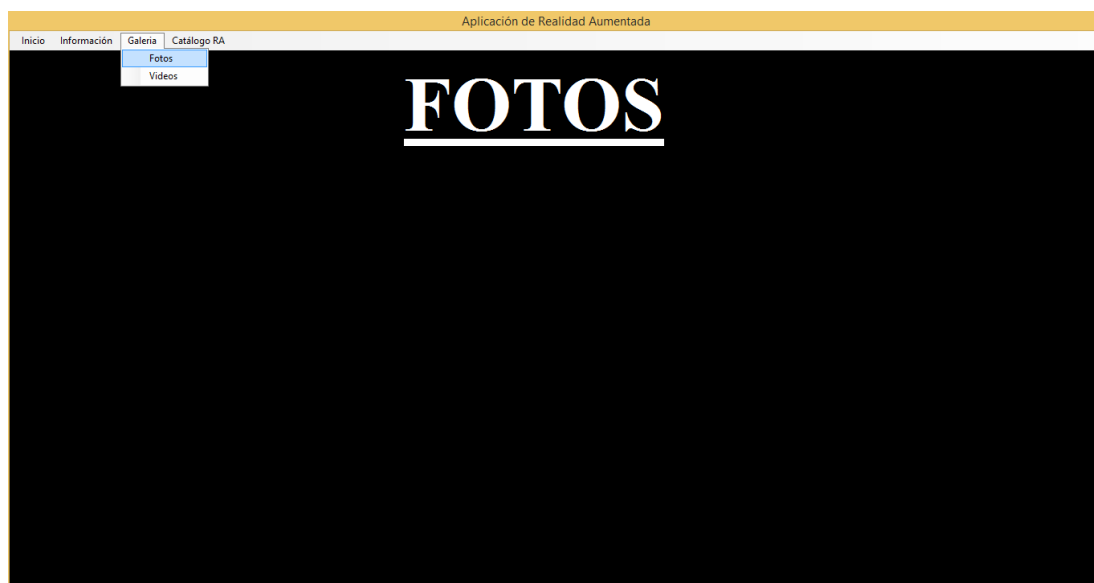 Aplicación de Realidad Aumentada
Inicio Información Galeria Catálogo RA
Fotos
Videos
FOTOS